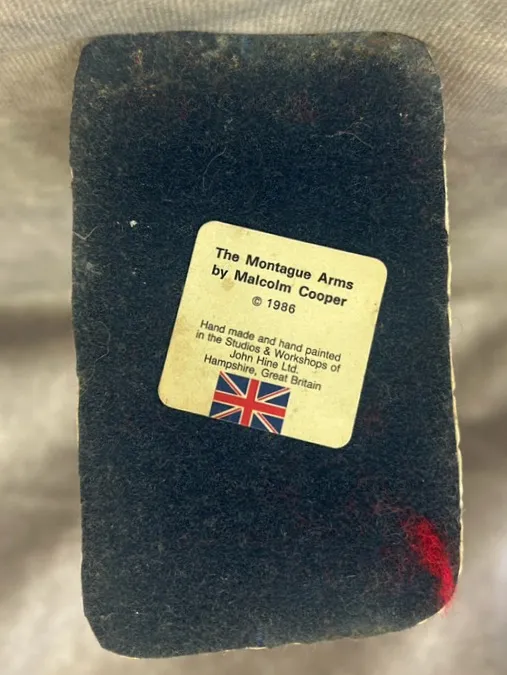 The Montague Arms
by Malcolm Cooper
© 1986
Hand made and hand painted
in the Studios & Workshops of
John Hine Ltd.
Hampshire, Great Britain